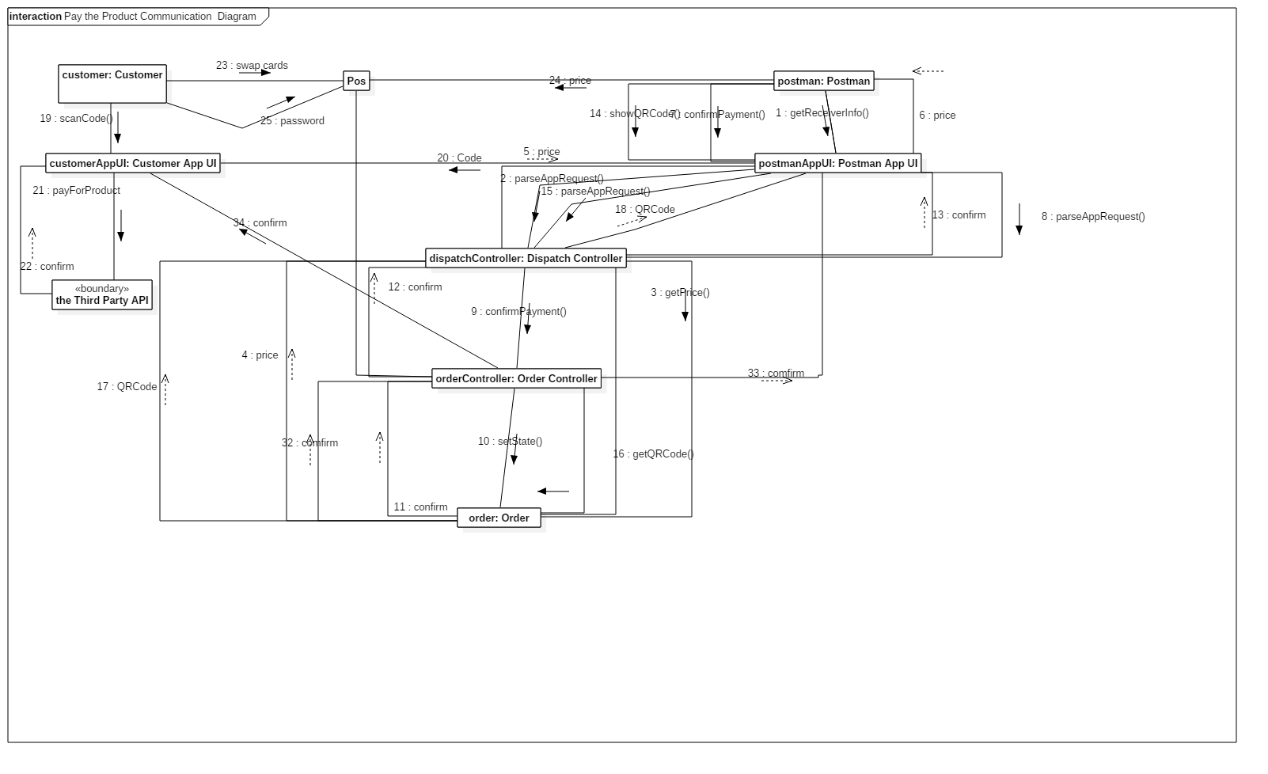 interaction Pay the Product Communication Diagram
23 : swap cards
customer: Customer
Pos
24 : price
postman: Postman
19 : scanCode()
25 : password
14 : showQRCode()
7 : confirmPayment()
1 : getReceiverInfo()
6 : price
customerAppUI: Customer App UI
20 : Code
5 : price
postmanAppUI: Postman App UI
21 : payForProduct
2 : parseAppRequest()
15 : parseAppRequest()
18 : QRCode
13 : confirm
8 : parseAppRequest()
34 : confirm
22 : confirm
dispatchController: Dispatch Controller
«boundary»
the Third Party API
12 : confirm
3 : getPrice()
9 : confirmPayment()
4 : price
17 : QRCode
orderController: Order Controller
33 : comfirm
32 : comfirm
10 : setState()
16 : getQRCode()
11 : confirm
order: Order